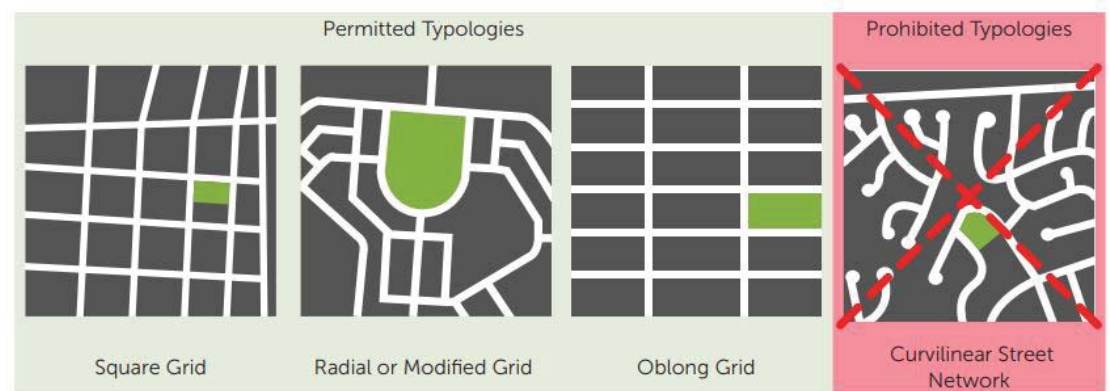 Permitted Typologies
Prohibited Typologies
Square Grid
Radial or Modified Grid
Oblong Grid
Curvilinear Street
Network